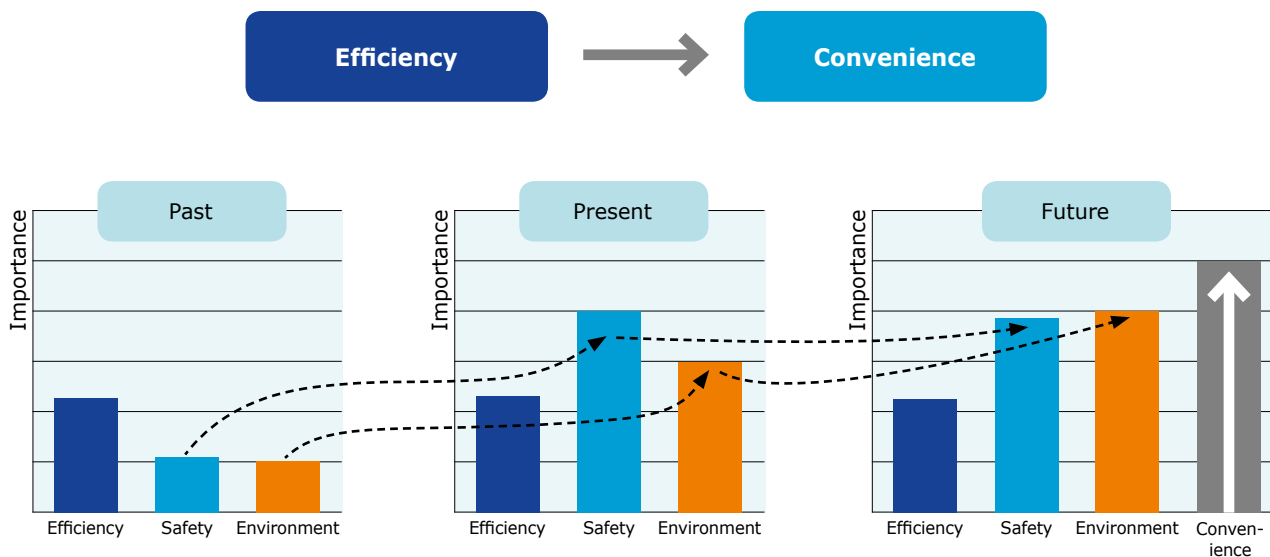 Efficiency
Convenience
Past
Present
Future
Importance
Efficiency
Safety
Environment
Importance
Efficiency
Safety
Environment
Importance
Efficiency
Safety
Environment
Conven-
ience